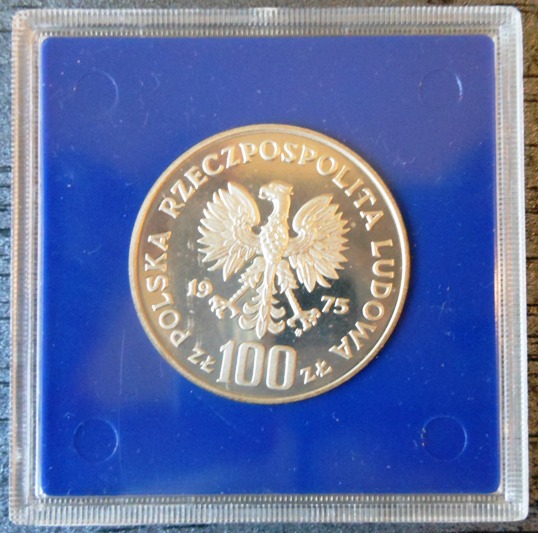 POLSKA RZECZPOSPOLITA LUDOWA
19 75
ZŁ 100 ZŁ